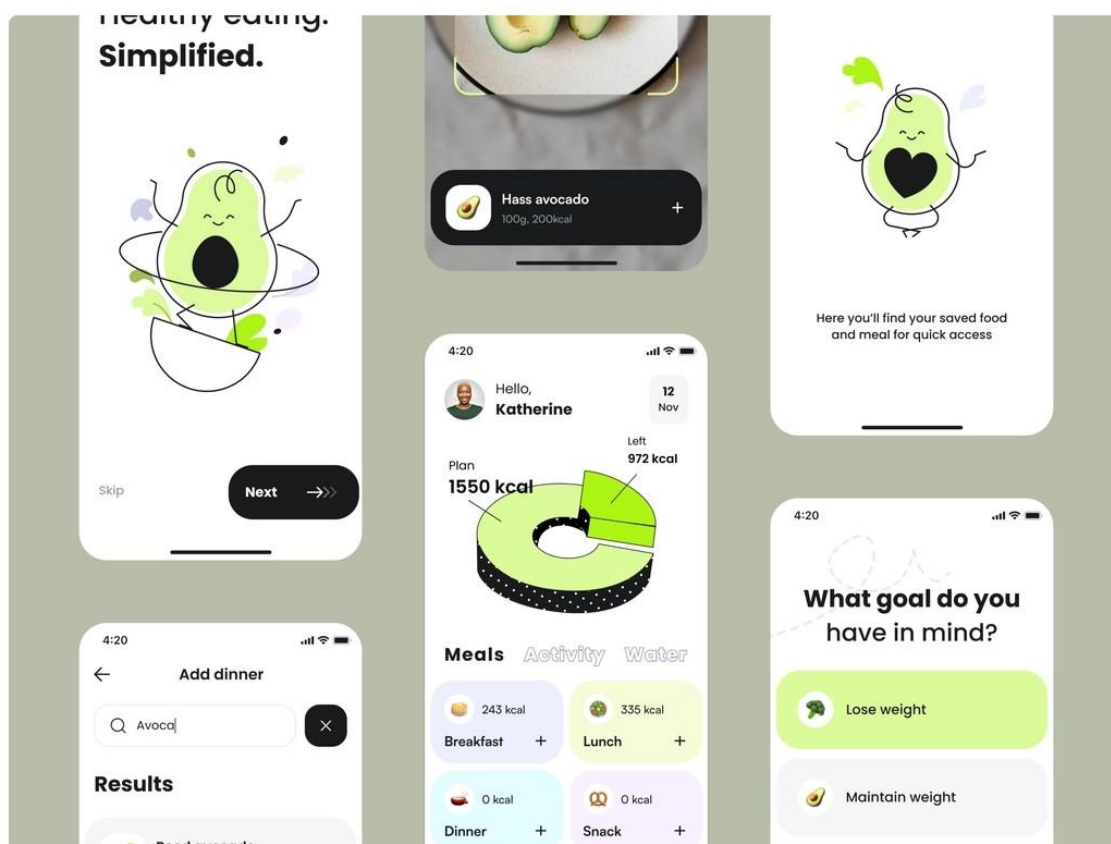 Healthy eating.
Simplified.
Skip
Next
4:20
Add dinner
Avoca
Results
Hass avocado
100g, 200kcal
4:20
Hello,
Katherine
12
Nov
Left
972 kcal
Plan
1550 kcal
Meals Activity Water
243 kcal
Breakfast
335 kcal
Lunch
0 kcal
Dinner
0 kcal
Snack
Here you'll find your saved food
and meal for quick access
4:20
What goal do you
have in mind?
Lose weight
Maintain weight